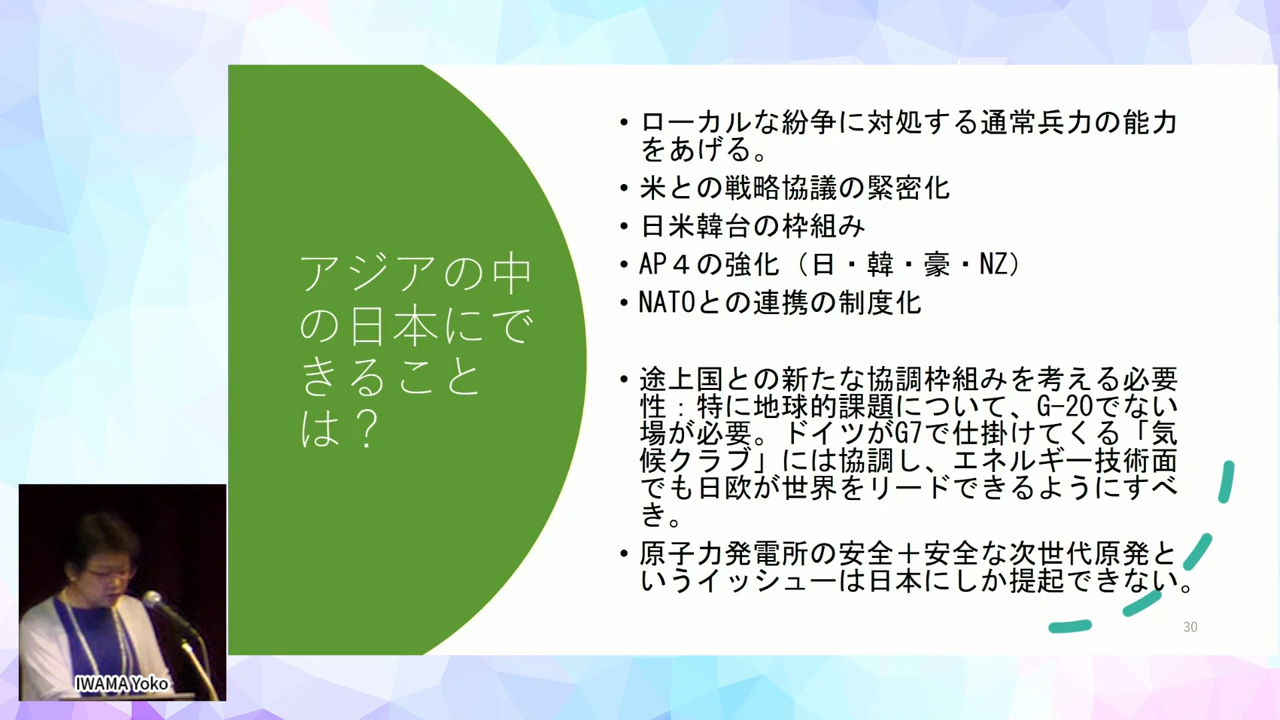 アジアの中
の日本にで
きること
は？
• ローカルな紛争に対処する通常兵力の能力
をあげる。
• 米との戦略協議の緊密化
• 日米韓台の枠組み
• AP４の強化（日・韓・豪・NZ）
• NATOとの連携の制度化
• 途上国との新たな協調枠組みを考える必要
性：特に地球的課題について、G-20でない
場が必要。ドイツがG7で仕掛けてくる「気
候クラブ」には協調し、エネルギー技術面
でも日欧が世界をリードできるようにすべ
き。
• 原子力発電所の安全＋安全な次世代原発と
いうイッシューは日本にしか提起できない。
30
IWAMA Yoko